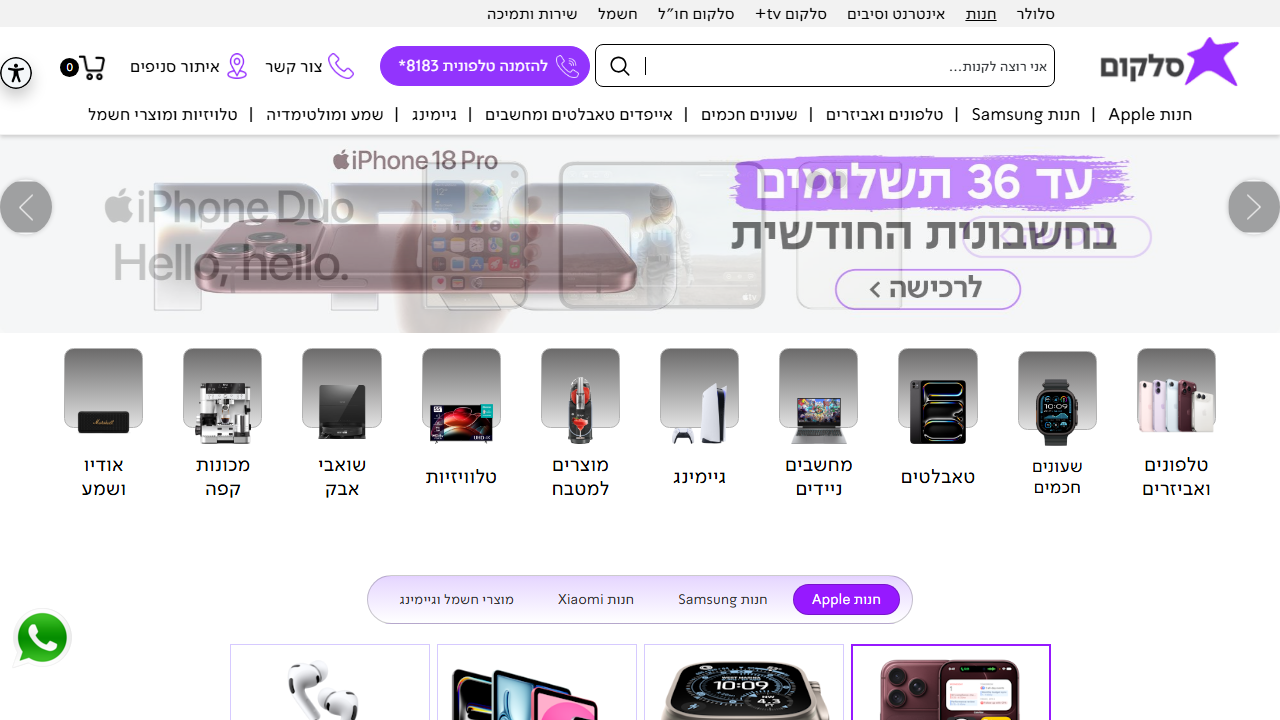 סלולר
חנות
אינטרנט וסיבים
סלקום tv+
סלקום חו"ל
חשמל
שירות ותמיכה
סלקום
אני רוצה לקנות...
להזמנה טלפונית 8183*
צור קשר
איתור סניפים
0
חנות Apple | חנות Samsung | טלפונים ואביזרים | שעונים חכמים | אייפדים טאבלטים ומחשבים | גיימינג | שמע ומולטימדיה | טלויזיות ומוצרי חשמל
עד 36 תשלומים
בחשבונית החודשית
לרכישה >
iPhone 18 Pro
iPhone Duo
Hello, hello.
טלפונים
ואביזרים
שעונים
חכמים
טאבלטים
מחשבים
ניידים
גיימינג
מוצרים
למטבח
טלוויזיות
שואבי
אבק
מכונות
קפה
אודיו
ושמע
חנות Apple
חנות Samsung
חנות Xiaomi
מוצרי חשמל וגיימינג
10:09